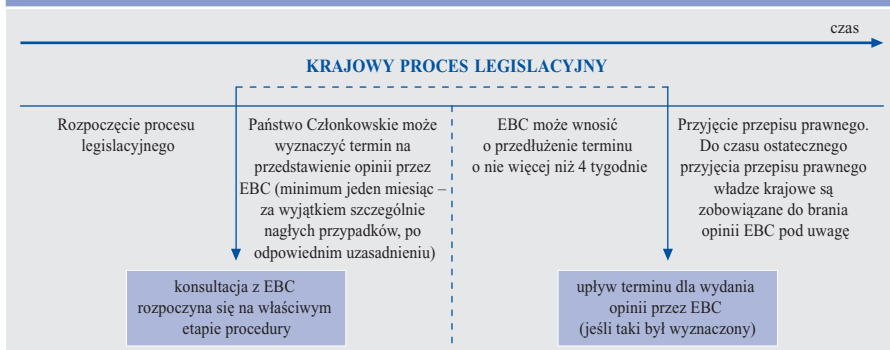 czas
KRAJOWY PROCES LEGISLACYJNY
Rozpoczęcie procesu
legislacyjnego
Państwo Członkowskie może
wyznaczyć termin na
przedstawienie opinii przez
EBC (minimum jeden miesiąc –
za wyjątkiem szczególnie
nagłych przypadków, po
odpowiednim uzasadnieniu)
EBC może wnosić
o przedłużenie terminu
o nie więcej niż 4 tygodnie
Przyjęcie przepisu prawnego.
Do czasu ostatecznego
przyjęcia przepisu prawnego
władze krajowe są
zobowiązane do brania
opinii EBC pod uwagę
konsultacja z EBC
rozpoczyna się na właściwym
etapie procedury
upływ terminu dla wydania
opinii przez EBC
(jeśli taki był wyznaczony)